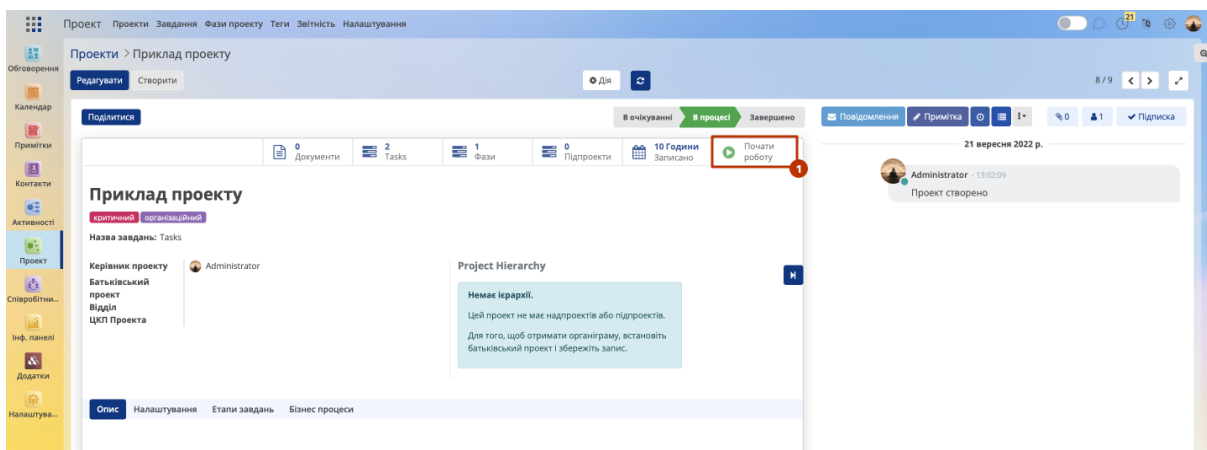 Проект Проекти Завдання Фази проекту Теги Звітність Налаштування
21
Проекти > Приклад проекту
Редагувати Створити
Дія
8 / 9
Обговорення
Календар
Примітки
Контакти
Активності
Проект
Співробітни...
Інф. панелі
Додатки
Налаштува...
Поділитися
В очікуванні В процесі Завершено
Повідомлення Примітка
0 1 Підписка
0 Документи
2 Tasks
1 Фази
0 Підпроекти
10 Години Записано
Почати роботу
1
Приклад проекту
критичний організаційний
Назва завдань: Tasks
Керівник проекту Administrator
Батьківський проект
Відділ
ЦКП Проекта
Project Hierarchy
Немає ієрархії.
Цей проект не має надпроектів або підпроектів.
Для того, щоб отримати органіграму, встановіть
батьківський проект і збережіть запис.
Опис Налаштування Етапи завдань Бізнес процеси
21 вересня 2022 р.
Administrator - 13:02:09
Проект створено